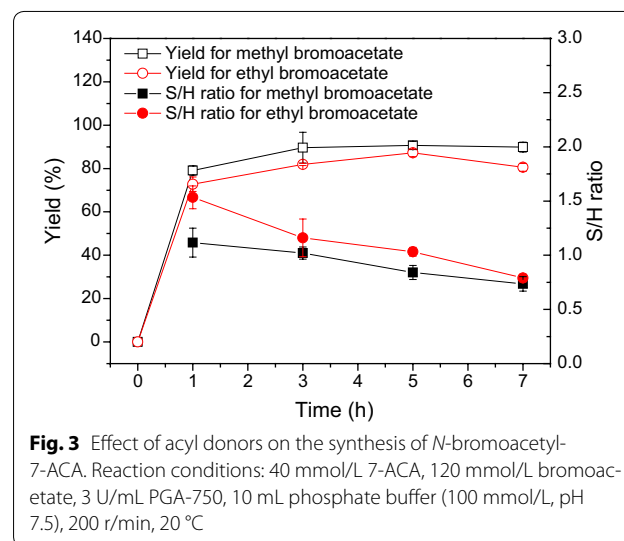 140
120
100
80
60
40
20
0
Yield (%)
Yield for methyl bromoacetate
Yield for ethyl bromoacetate
S/H ratio for methyl bromoacetate
S/H ratio for ethyl bromoacetate
3.0
2.5
2.0
1.5
1.0
0.5
0.0
S/H ratio
0 1 2 3 4 5 6 7
Time (h)
Fig. 3 Effect of acyl donors on the synthesis of N-bromoacetyl-
7-ACA. Reaction conditions: 40 mmol/L 7-ACA, 120 mmol/L bromoac-
etate, 3 U/mL PGA-750, 10 mL phosphate buffer (100 mmol/L, pH
7.5), 200 r/min, 20 °C